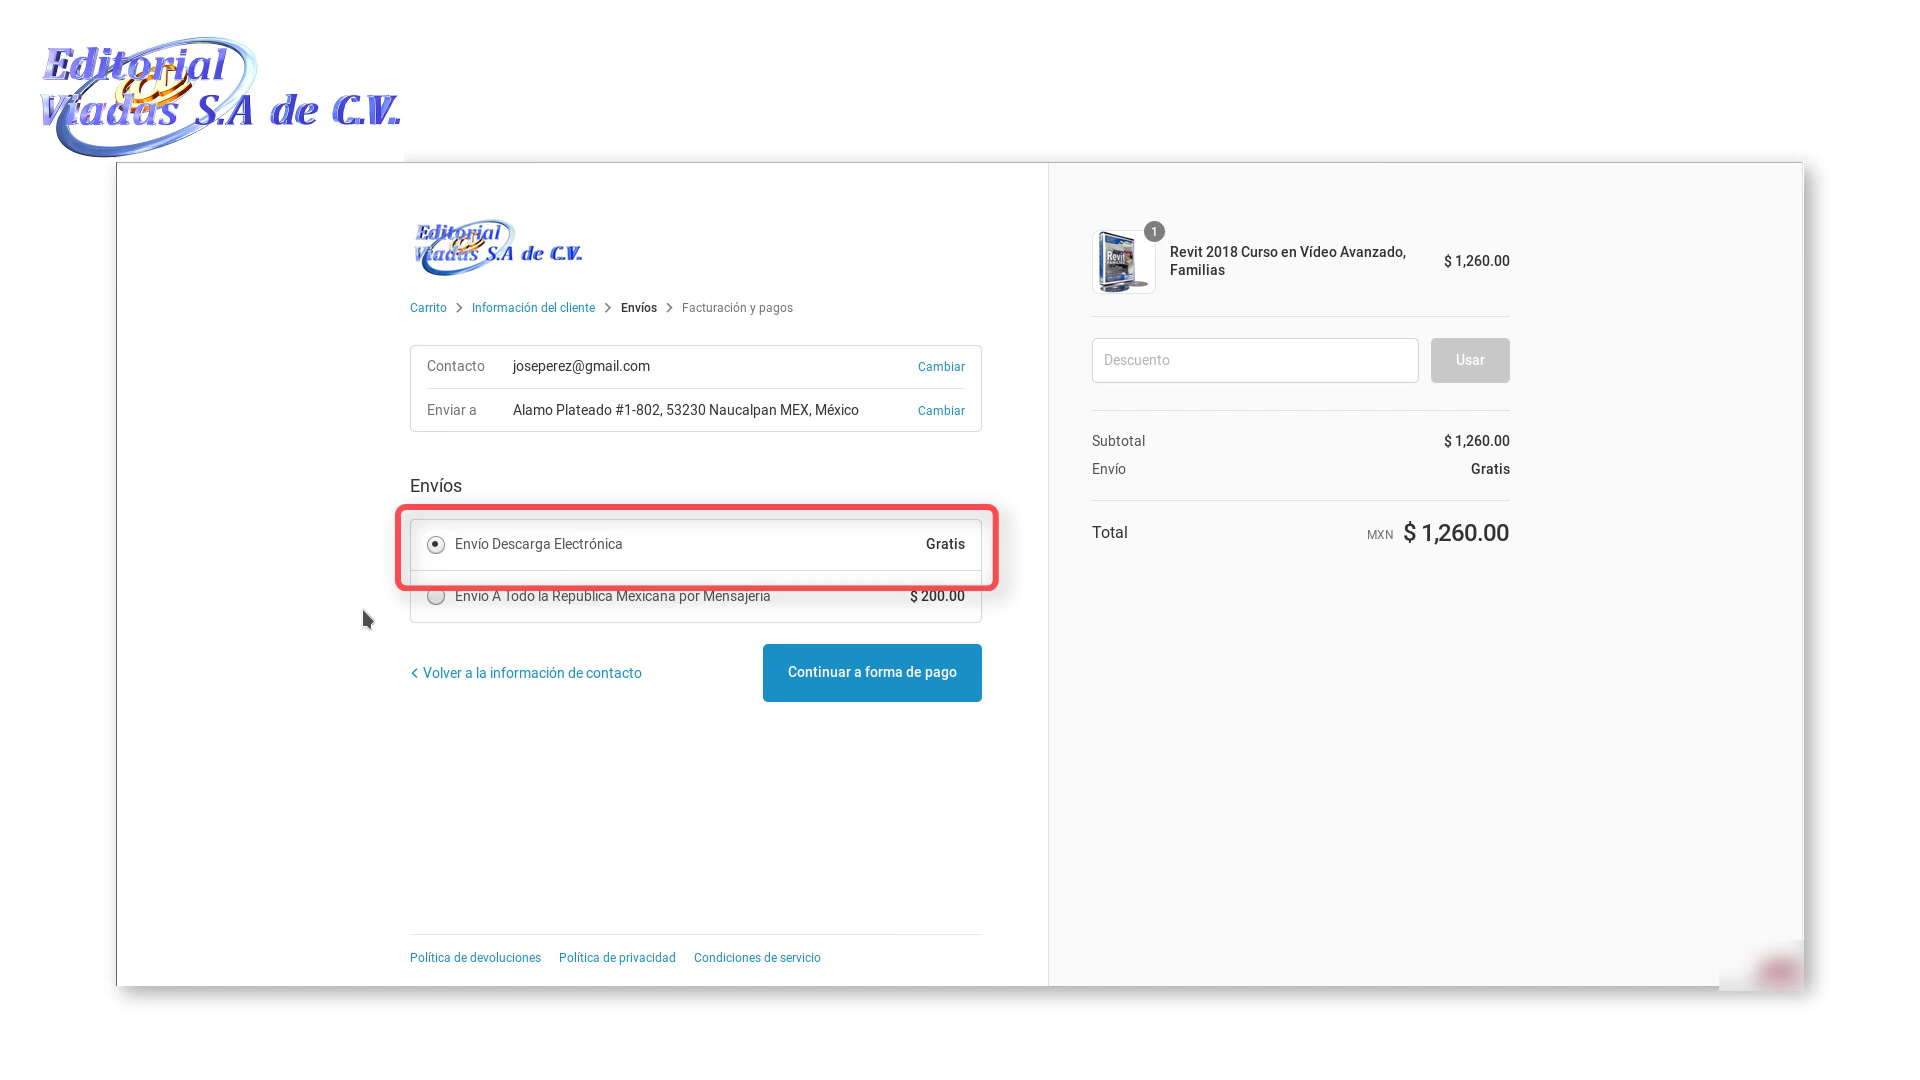 Editorial
Viadas S.A de C.V.
Editorial
Viadas S.A de C.V.
Carrito > Información del cliente > Envíos > Facturación y pagos
Contacto joseperez@gmail.com Cambiar
Enviar a Alamo Plateado #1-802, 53230 Naucalpan MEX, México Cambiar
Envíos
Envío Descarga Electrónica Gratis
Envío A Todo la República Mexicana por Mensajería $ 200.00
< Volver a la información de contacto
Continuar a forma de pago
Política de devoluciones Política de privacidad Condiciones de servicio
1
Revit
Revit 2018 Curso en Vídeo Avanzado,
Familias
$ 1,260.00
Descuento Usar
Subtotal $ 1,260.00
Envío Gratis
Total MXN $ 1,260.00